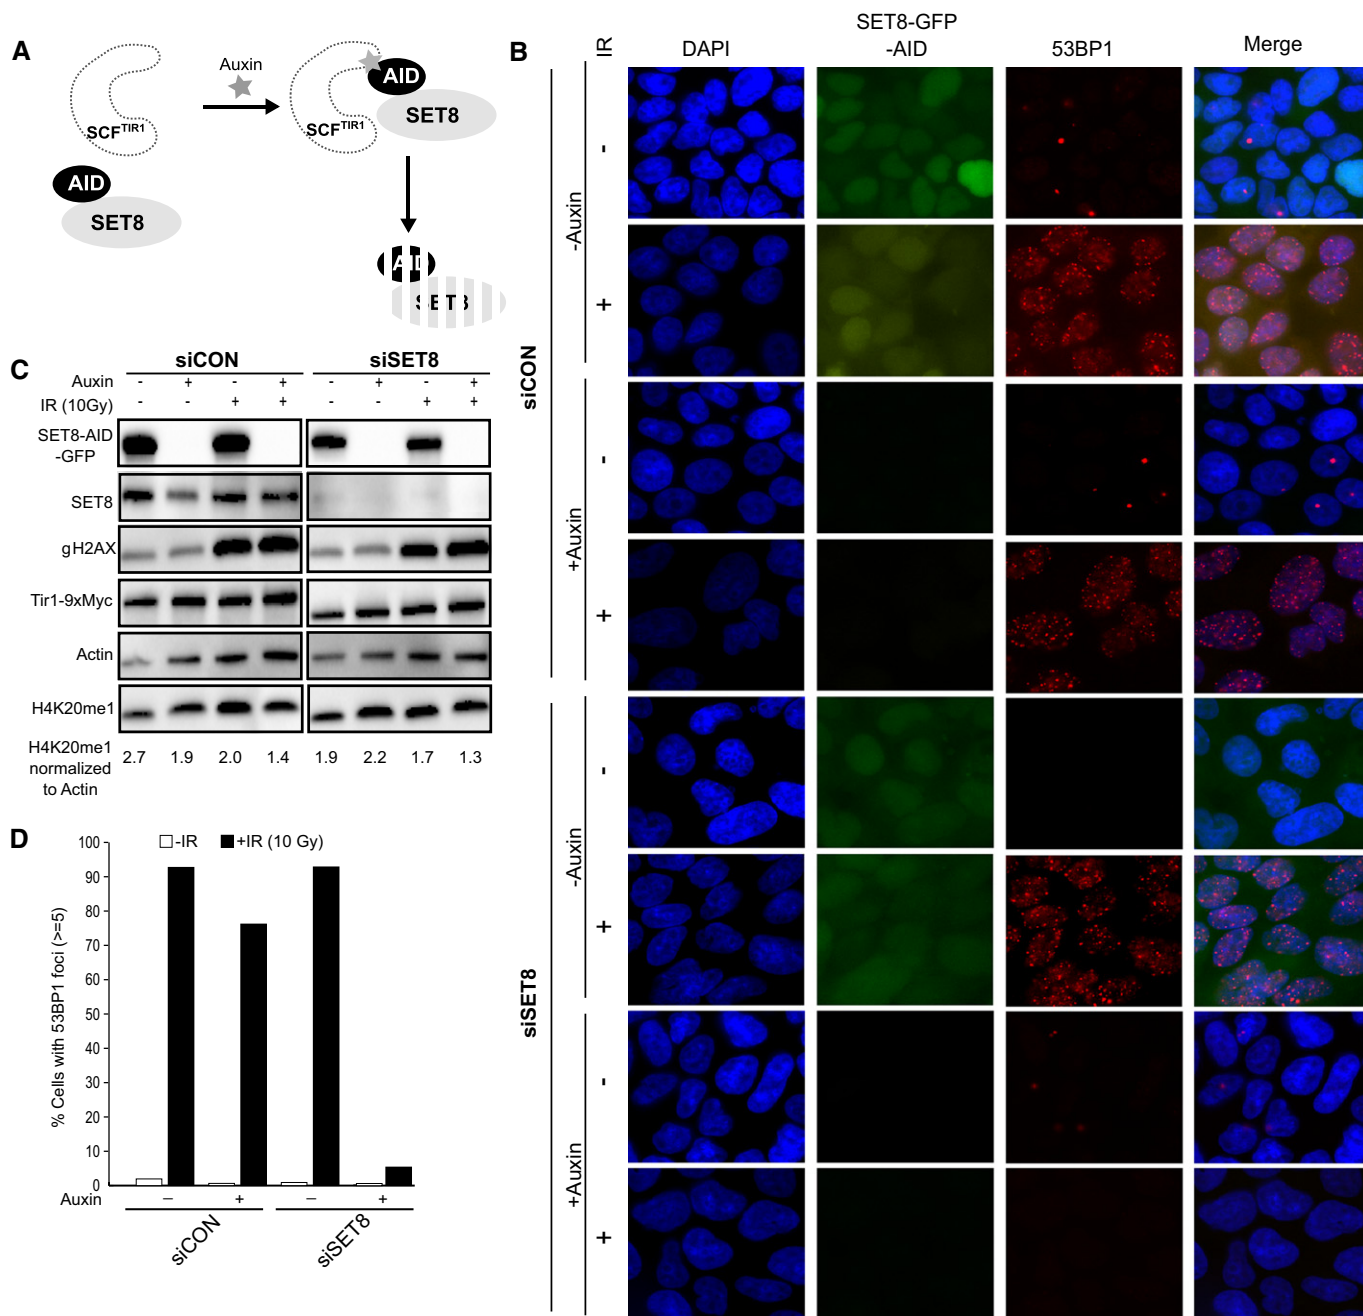 A
Auxin
SCFTIR1
AID
SET8
AID
SET8
SCFTIR1
AID
SET8
B
IR
DAPI
SET8-GFP
-AID
53BP1
Merge
siCON
-Auxin
-
+
+Auxin
-
+
siSET8
-Auxin
-
+
+Auxin
-
+
C
siCON
siSET8
Auxin - + - + - + - +
IR (10Gy) - - + + - - + +
SET8-AID
-GFP
SET8
gH2AX
Tir1-9xMyc
Actin
H4K20me1
H4K20me1
normalized
to Actin
2.7 1.9 2.0 1.4 1.9 2.2 1.7 1.3
D
-IR +IR (10 Gy)
% Cells with 53BP1 foci (>=5)
100
90
80
70
60
50
40
30
20
10
0
Auxin – + – +
siCON
siSET8